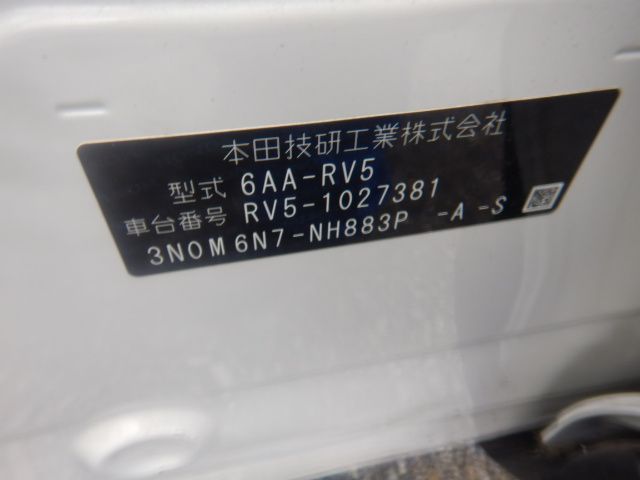 本田技研工業株式会社
型式 6AA-RV5
車台番号 RV5-1027381
3N0M6N7-NH883P -A -S